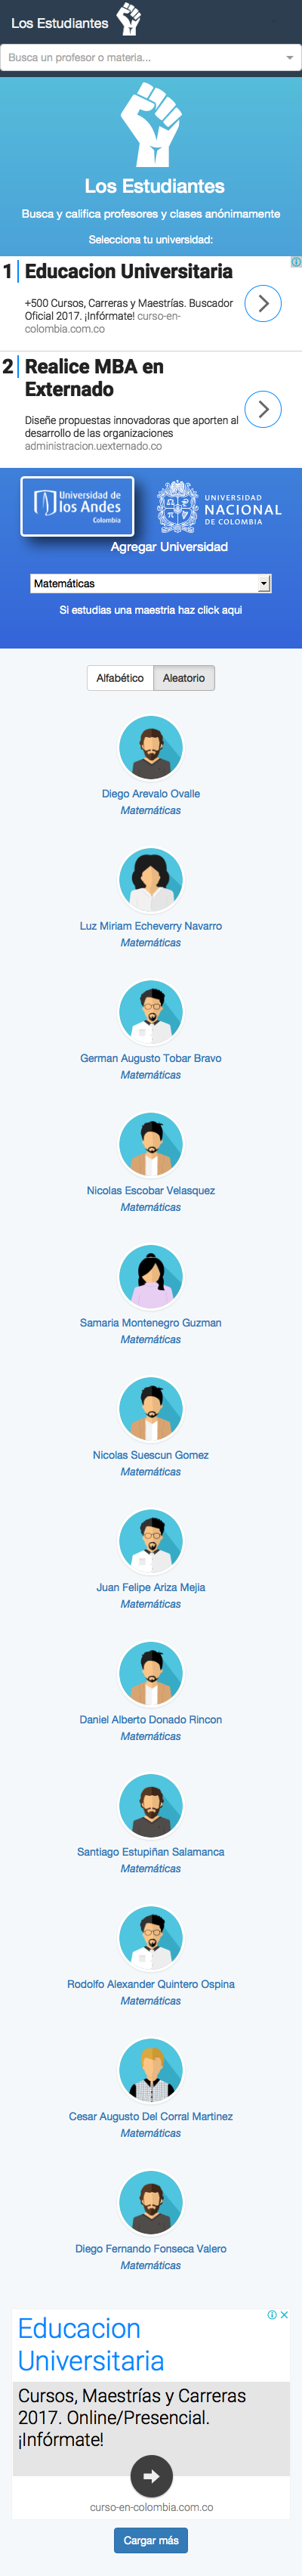 Los Estudiantes
Busca un profesor o materia...
Los Estudiantes
Busca y califica profesores y clases anónimamente
Selecciona tu universidad:
1 Educacion Universitaria
+500 Cursos, Carreras y Maestrías. Buscador
Oficial 2017. ¡Infórmate! curso-en-
colombia.com.co
2 Realice MBA en
Externado
Diseñe propuestas innovadoras que aporten al
desarrollo de las organizaciones
administracion.uexternado.co
Universidad de
los Andes
Colombia
UNIVERSIDAD
NACIONAL
DE COLOMBIA
Agregar Universidad
Matemáticas
Si estudias una maestria haz click aqui
Alfabético Aleatorio
Diego Arevalo Ovalle
Matemáticas
Luz Miriam Echeverry Navarro
Matemáticas
German Augusto Tobar Bravo
Matemáticas
Nicolas Escobar Velasquez
Matemáticas
Samaria Montenegro Guzman
Matemáticas
Nicolas Suescun Gomez
Matemáticas
Juan Felipe Ariza Mejia
Matemáticas
Daniel Alberto Donado Rincon
Matemáticas
Santiago Estupiñan Salamanca
Matemáticas
Rodolfo Alexander Quintero Ospina
Matemáticas
Cesar Augusto Del Corral Martinez
Matemáticas
Diego Fernando Fonseca Valero
Matemáticas
Educacion
Universitaria
Cursos, Maestrías y Carreras
2017. Online/Presencial.
¡Infórmate!
curso-en-colombia.com.co
Cargar más